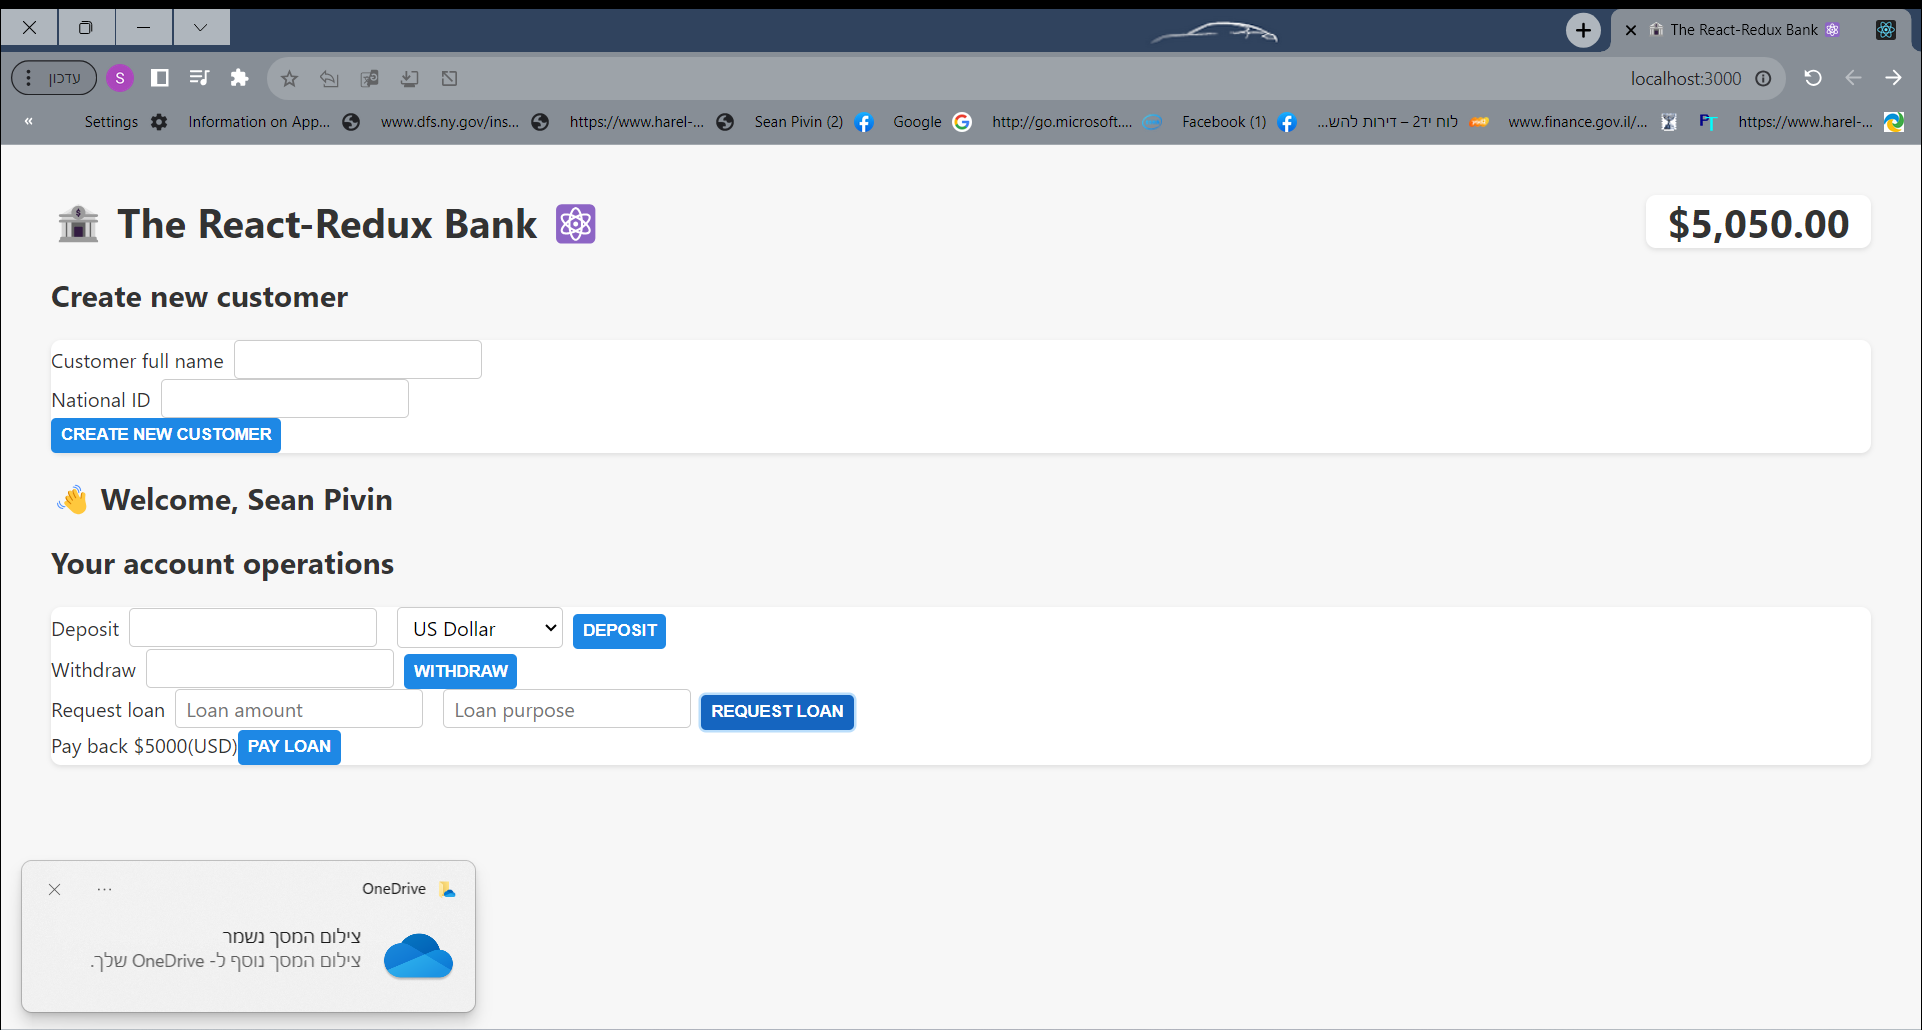 The React-Redux Bank
עדכון
S
localhost:3000
Settings
Information on App...
www.dfs.ny.gov/ins...
https://www.harel-...
Sean Pivin (2)
Google
http://go.microsoft....
Facebook (1)
לוח יד2 – דירות להש...
www.finance.gov.il/...
https://www.harel-...
The React-Redux Bank
$5,050.00
Create new customer
Customer full name
National ID
CREATE NEW CUSTOMER
Welcome, Sean Pivin
Your account operations
Deposit US Dollar DEPOSIT
Withdraw WITHDRAW
Request loan Loan amount Loan purpose REQUEST LOAN
Pay back $5000(USD) PAY LOAN
OneDrive
צילום המסך נשמר
צילום המסך נוסף ל- OneDrive שלך.